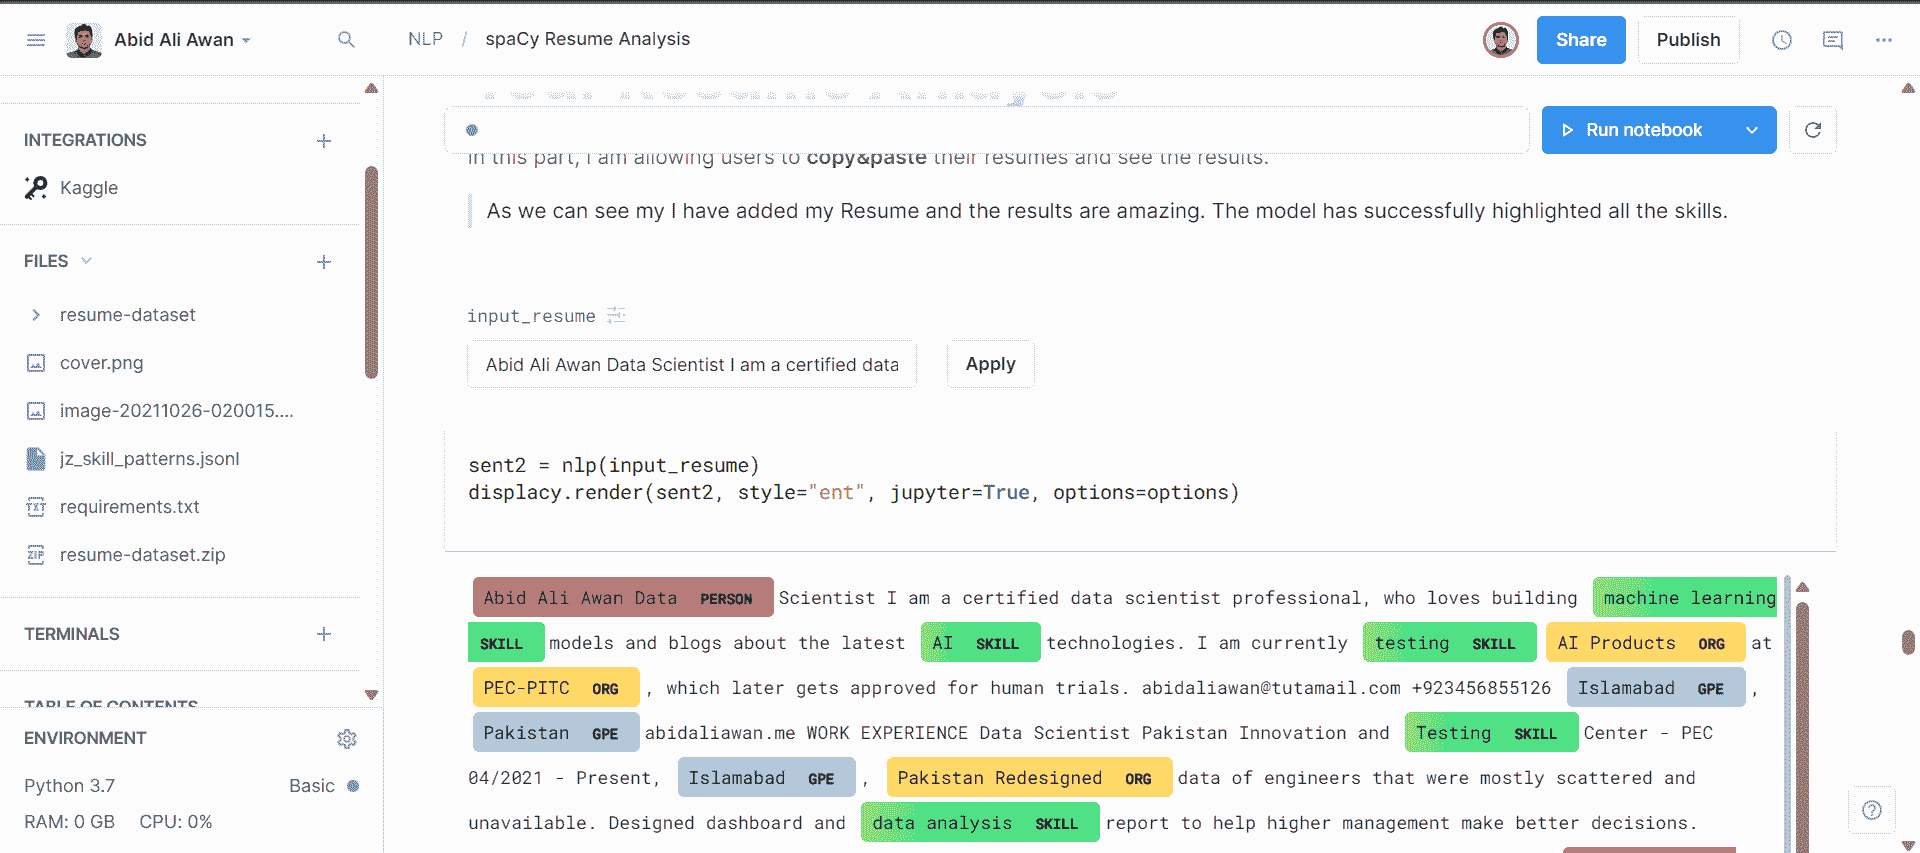 Abid Ali Awan
NLP / spaCy Resume Analysis
Share
Publish
INTEGRATIONS
Kaggle
FILES
resume-dataset
cover.png
image-20211026-020015....
jz_skill_patterns.jsonl
requirements.txt
resume-dataset.zip
TERMINALS
TABLE OF CONTENTS
ENVIRONMENT
Python 3.7 Basic
RAM: 0 GB CPU: 0%
Your Resume Analysis
Run notebook
In this part, I am allowing users to copy&paste their resumes and see the results.
As we can see my I have added my Resume and the results are amazing. The model has successfully highlighted all the skills.
input_resume
Abid Ali Awan Data Scientist I am a certified data
Apply
sent2 = nlp(input_resume)
displacy.render(sent2, style="ent", jupyter=True, options=options)
Abid Ali Awan Data PERSON Scientist I am a certified data scientist professional, who loves building machine learning
SKILL models and blogs about the latest AI SKILL technologies. I am currently testing SKILL AI Products ORG at
PEC-PITC ORG , which later gets approved for human trials. abidaliawan@tutamail.com +923456855126 Islamabad GPE ,
Pakistan GPE abidaliawan.me WORK EXPERIENCE Data Scientist Pakistan Innovation and Testing SKILL Center - PEC
04/2021 - Present, Islamabad GPE , Pakistan Redesigned ORG data of engineers that were mostly scattered and
unavailable. Designed dashboard and data analysis SKILL report to help higher management make better decisions.